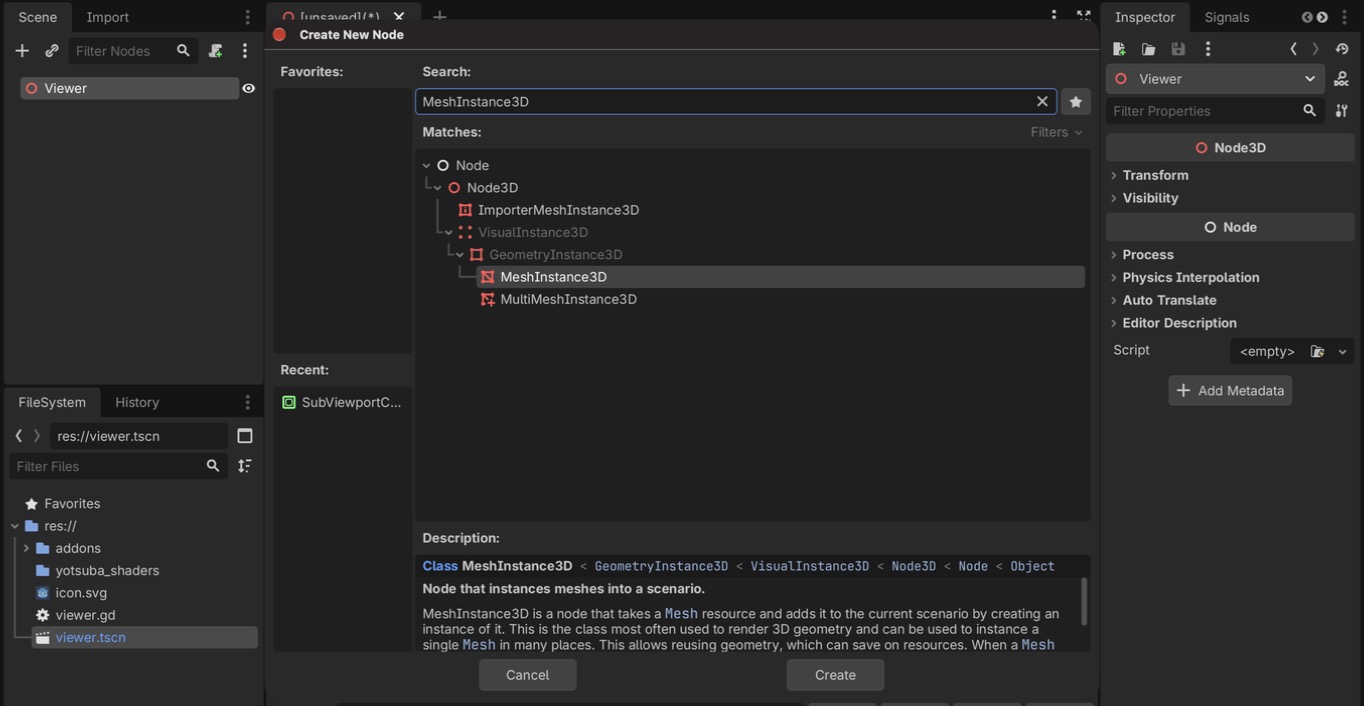 Scene
Import
Filter Nodes
Viewer
FileSystem
History
res://viewer.tscn
Filter Files
Favorites
res://
addons
yotsuba_shaders
icon.svg
viewer.gd
viewer.tscn
[unsaved](*)
Create New Node
Favorites:
Recent:
SubViewportC...
Search:
MeshInstance3D
Matches:
Filters
Node
Node3D
ImporterMeshInstance3D
VisualInstance3D
GeometryInstance3D
MeshInstance3D
MultiMeshInstance3D
Description:
Class MeshInstance3D < GeometryInstance3D < VisualInstance3D < Node3D < Node < Object
Node that instances meshes into a scenario.
MeshInstance3D is a node that takes a Mesh resource and adds it to the current scenario by creating an
instance of it. This is the class most often used to render 3D geometry and can be used to instance a
single Mesh in many places. This allows reusing geometry, which can save on resources. When a Mesh
Cancel
Create
Inspector
Signals
Viewer
Filter Properties
Node3D
Transform
Visibility
Node
Process
Physics Interpolation
Auto Translate
Editor Description
Script
<empty>
Add Metadata